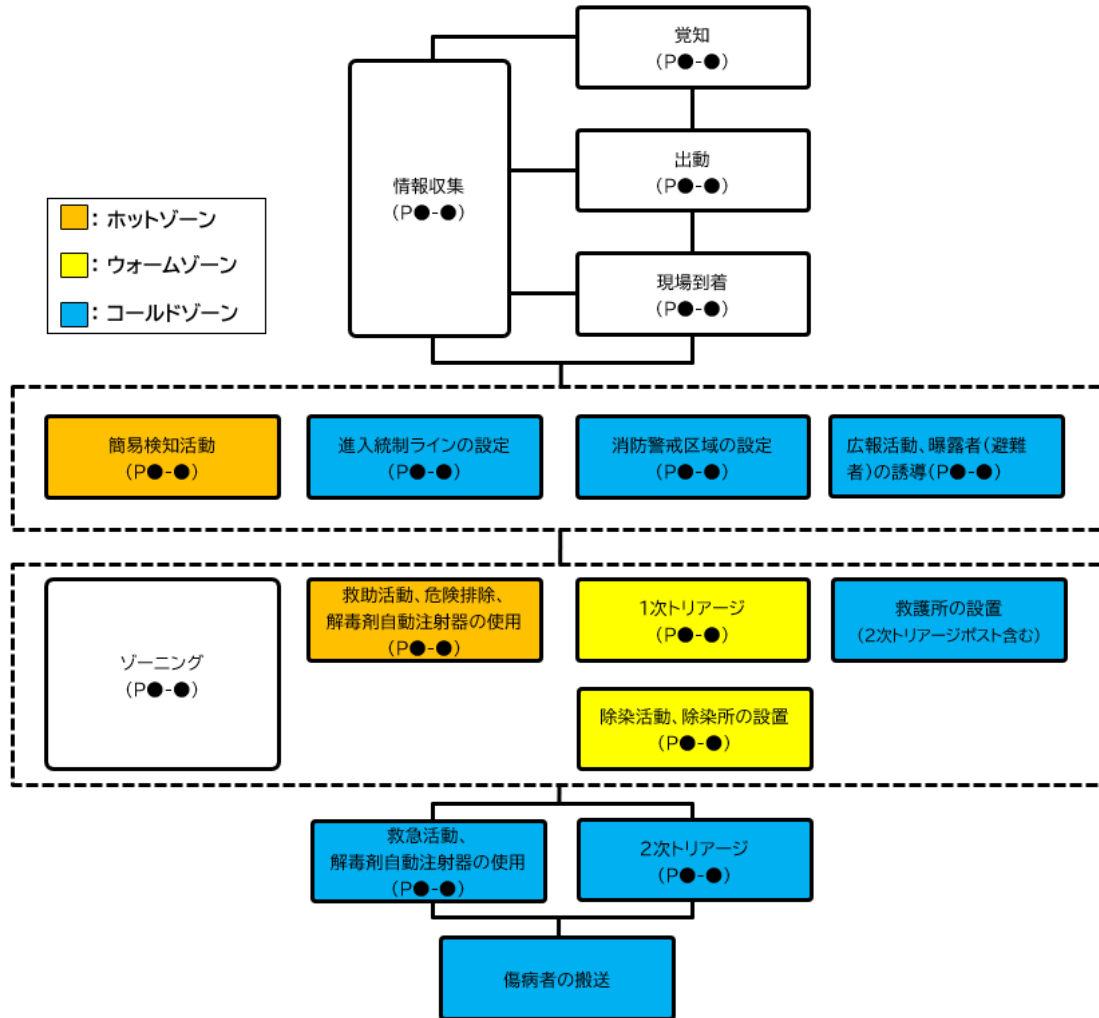 覚知
(P●-●)
情報収集
(P●-●)
出動
(P●-●)
現場到着
(P●-●)
：ホットゾーン
：ウォームゾーン
：コールドゾーン
簡易検知活動
(P●-●)
進入統制ラインの設定
(P●-●)
消防警戒区域の設定
(P●-●)
広報活動、曝露者(避難
者)の誘導(P●-●)
ゾーニング
(P●-●)
救助活動、危険排除、
解毒剤自動注射器の使用
(P●-●)
1次トリアージ
(P●-●)
救護所の設置
(2次トリアージポスト含む)
除染活動、除染所の設置
(P●-●)
救急活動、
解毒剤自動注射器の使用
(P●-●)
2次トリアージ
(P●-●)
傷病者の搬送